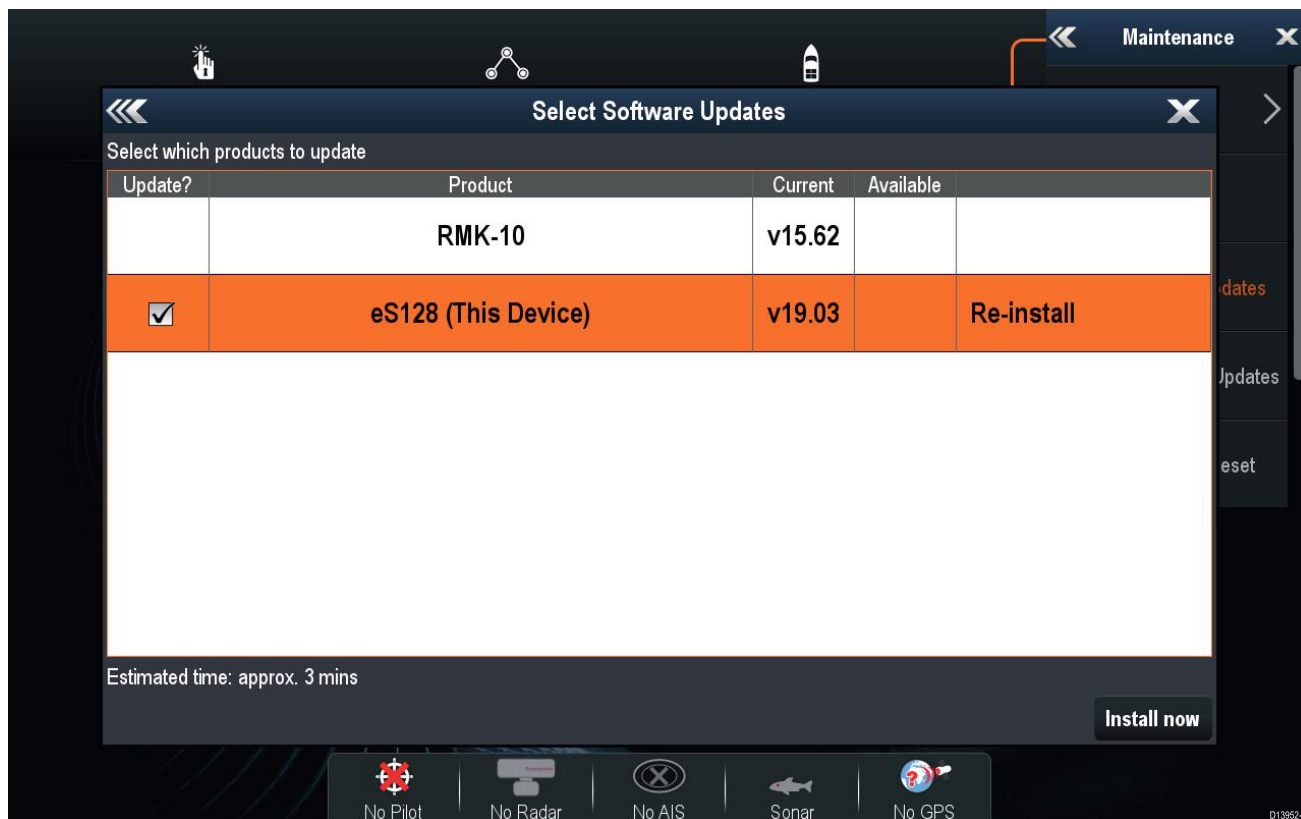 Maintenance
Select Software Updates
Select which products to update
Update? Product Current Available
RMK-10 v15.62
eS128 (This Device) v19.03 Re-install
dates
Updates
eset
Estimated time: approx. 3 mins
Install now
No Pilot No Radar No AIS Sonar No GPS
D13952-